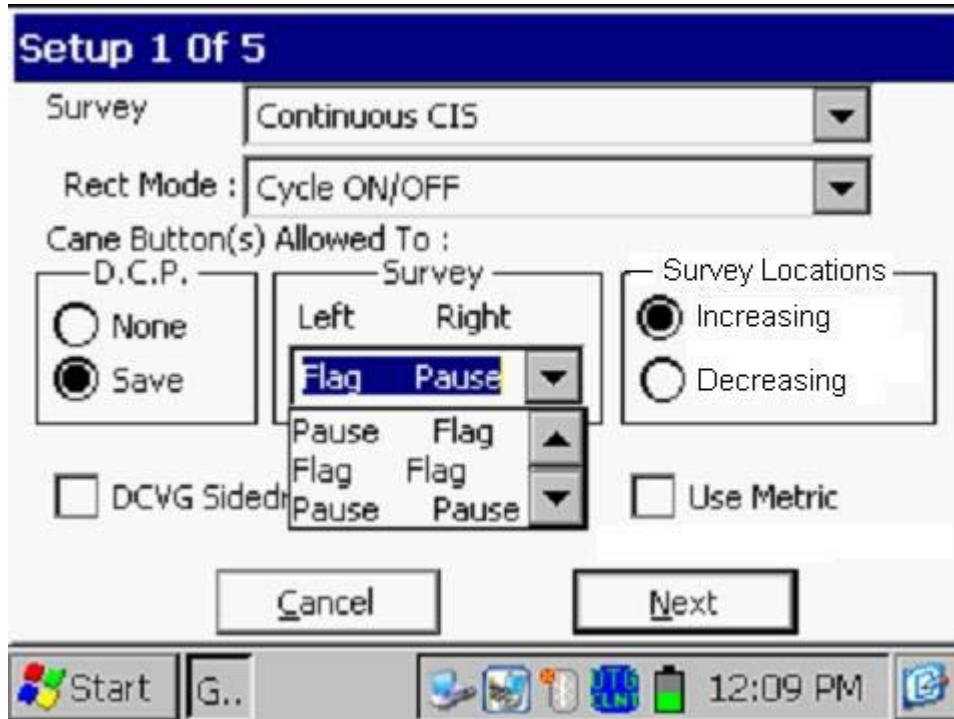 Setup 1 Of 5
Survey Continuous CIS
Rect Mode : Cycle ON/OFF
Cane Button(s) Allowed To :
D.C.P. Survey Survey Locations
None Left Right Increasing
Save Flag Pause Decreasing
Pause Flag
Flag Flag
Pause Pause
DCVG Use Metric
Cancel Next
Start G.. UTG CLNT 12:09 PM